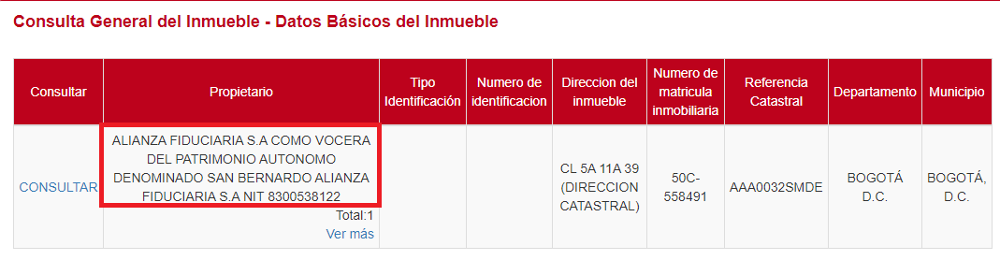 Consulta General del Inmueble - Datos Básicos del Inmueble
Consultar
Propietario
Tipo
Identificación
Numero de
identificacion
Direccion del
inmueble
Numero de
matricula
inmobiliaria
Referencia
Catastral
Departamento
Municipio
CONSULTAR
ALIANZA FIDUCIARIA S.A COMO VOCERA
DEL PATRIMONIO AUTONOMO
DENOMINADO SAN BERNARDO ALIANZA
FIDUCIARIA S.A NIT 8300538122
Total:1
Ver más
CL 5A 11A 39
(DIRECCION
CATASTRAL)
50C-
558491
AAA0032SMDE
BOGOTÁ
D.C.
BOGOTÁ,
D.C.